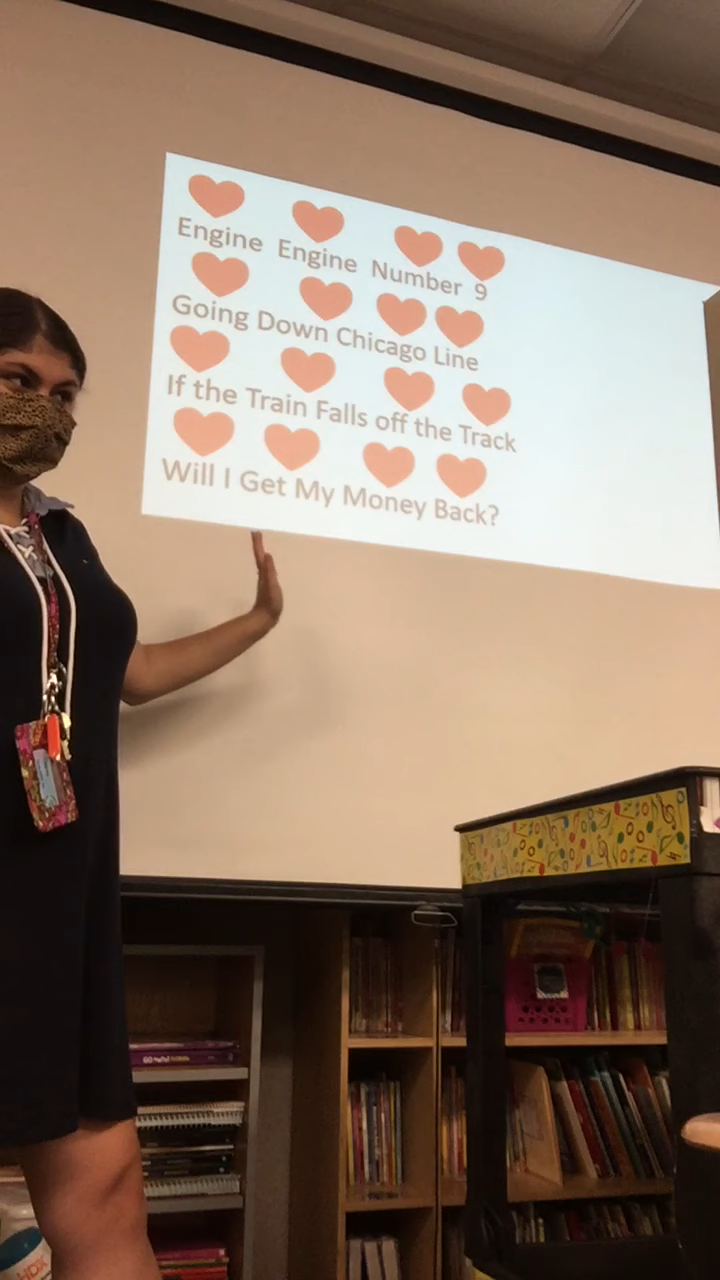 Engine Engine Number 9
Going Down Chicago Line
If the Train Falls off the Track
Will I Get My Money Back?